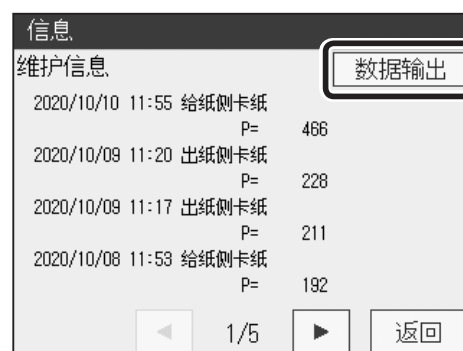 信息
维护信息 数据输出
2020/10/10 11:55 给纸侧卡纸
P= 466
2020/10/09 11:20 出纸侧卡纸
P= 228
2020/10/09 11:17 出纸侧卡纸
P= 211
2020/10/08 11:53 给纸侧卡纸
P= 192
◀ 1/5 ▶ 返回